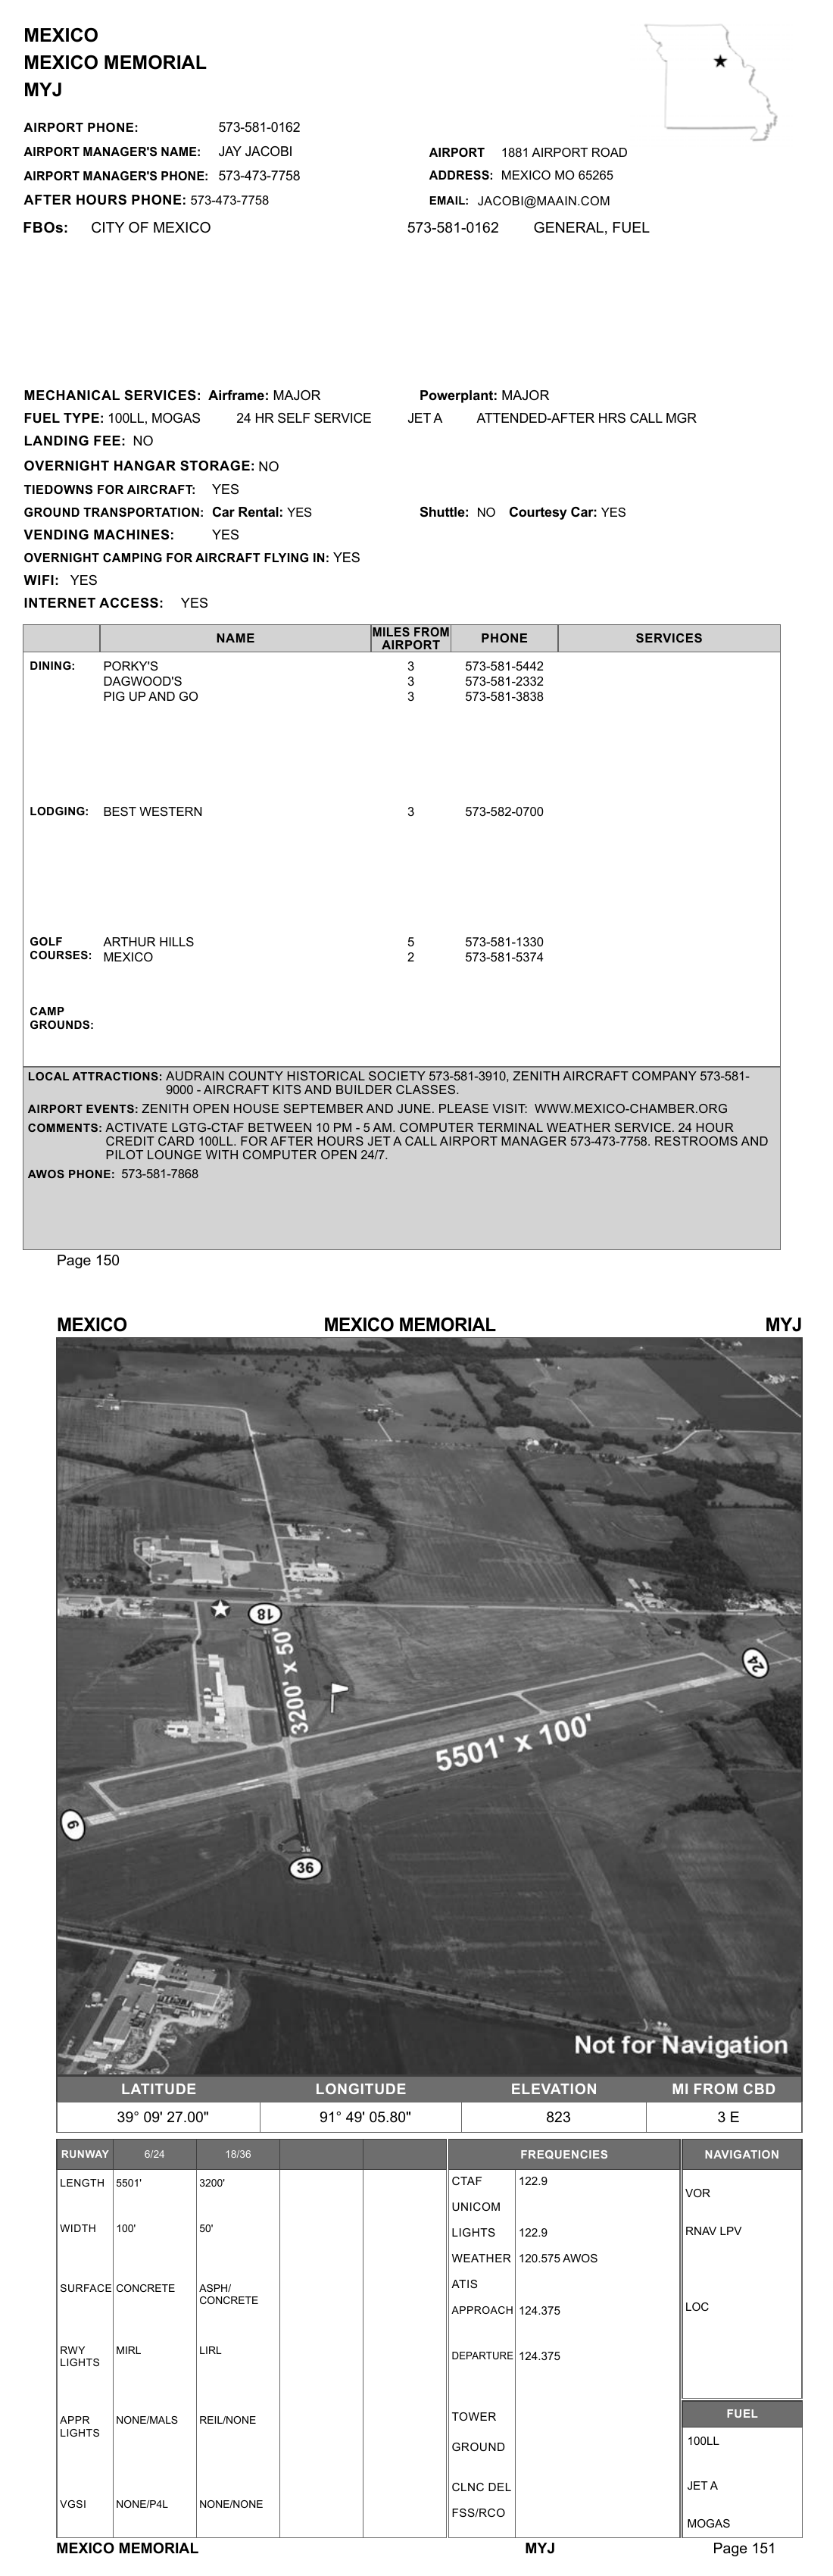 MEXICO
MEXICO MEMORIAL
MYJ
AIRPORT PHONE: 573-581-0162
AIRPORT MANAGER'S NAME: JAY JACOBI
AIRPORT 1881 AIRPORT ROAD
AIRPORT MANAGER'S PHONE: 573-473-7758
ADDRESS: MEXICO MO 65265
AFTER HOURS PHONE: 573-473-7758
EMAIL: JACOBI@MAAIN.COM
FBOs: CITY OF MEXICO 573-581-0162 GENERAL, FUEL
MECHANICAL SERVICES: Airframe: MAJOR Powerplant: MAJOR
FUEL TYPE: 100LL, MOGAS 24 HR SELF SERVICE JET A ATTENDED-AFTER HRS CALL MGR
LANDING FEE: NO
OVERNIGHT HANGAR STORAGE: NO
TIEDOWNS FOR AIRCRAFT: YES
GROUND TRANSPORTATION: Car Rental: YES Shuttle: NO Courtesy Car: YES
VENDING MACHINES: YES
OVERNIGHT CAMPING FOR AIRCRAFT FLYING IN: YES
WIFI: YES
INTERNET ACCESS: YES
NAME MILES FROM AIRPORT PHONE SERVICES
DINING: PORKY'S 3 573-581-5442
DAGWOOD'S 3 573-581-2332
PIG UP AND GO 3 573-581-3838
LODGING: BEST WESTERN 3 573-582-0700
GOLF COURSES: ARTHUR HILLS 5 573-581-1330
MEXICO 2 573-581-5374
CAMP
GROUNDS:
LOCAL ATTRACTIONS: AUDRAIN COUNTY HISTORICAL SOCIETY 573-581-3910, ZENITH AIRCRAFT COMPANY 573-581-
9000 - AIRCRAFT KITS AND BUILDER CLASSES.
AIRPORT EVENTS: ZENITH OPEN HOUSE SEPTEMBER AND JUNE. PLEASE VISIT: WWW.MEXICO-CHAMBER.ORG
COMMENTS: ACTIVATE LGTG-CTAF BETWEEN 10 PM - 5 AM. COMPUTER TERMINAL WEATHER SERVICE. 24 HOUR
CREDIT CARD 100LL. FOR AFTER HOURS JET A CALL AIRPORT MANAGER 573-473-7758. RESTROOMS AND
PILOT LOUNGE WITH COMPUTER OPEN 24/7.
AWOS PHONE: 573-581-7868
Page 150
MEXICO MEXICO MEMORIAL MYJ
18
3200' x 50'
24
5501' x 100'
6
36
36
Not for Navigation
LATITUDE LONGITUDE ELEVATION MI FROM CBD
39° 09' 27.00" 91° 49' 05.80" 823 3 E
RUNWAY 6/24 18/36
LENGTH 5501' 3200'
WIDTH 100' 50'
SURFACE CONCRETE ASPH/
CONCRETE
RWY LIGHTS MIRL LIRL
APPR LIGHTS NONE/MALS REIL/NONE
VGSI NONE/P4L NONE/NONE
FREQUENCIES
CTAF 122.9
UNICOM
LIGHTS 122.9
WEATHER 120.575 AWOS
ATIS
APPROACH 124.375
DEPARTURE 124.375
TOWER
GROUND
CLNC DEL
FSS/RCO
NAVIGATION
VOR
RNAV LPV
LOC
FUEL
100LL
JET A
MOGAS
MEXICO MEMORIAL MYJ Page 151